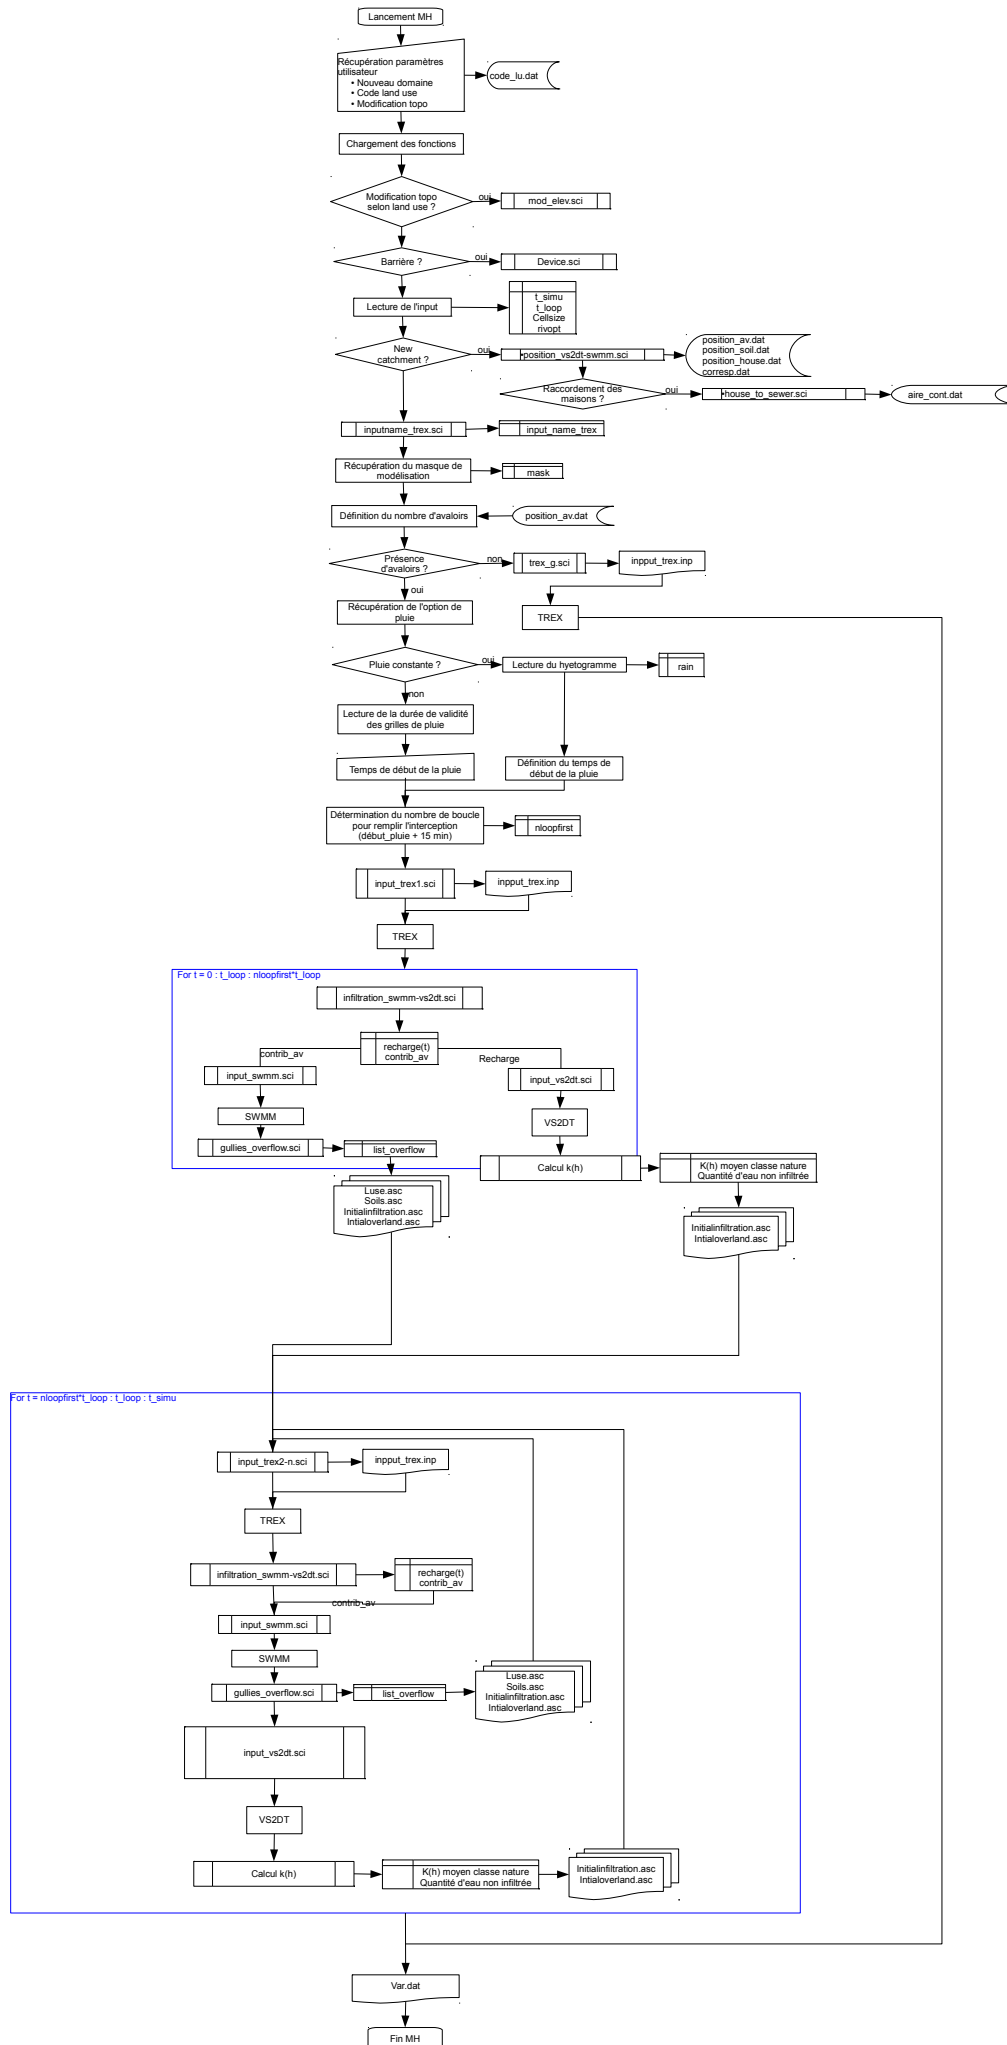 Lancement MH
Récupération paramètres
utilisateur
• Nouveau domaine
• Code land use
• Modification topo
code_lu.dat
Chargement des fonctions
Modification topo
selon land use ?
oui
mod_elev.sci
Barrière ?
oui
Device.sci
Lecture de l'input
t_simu
t_loop
Cellsize
rivopt
New
catchment ?
oui
•position_vs2dt-swmm.sci
position_av.dat
position_soil.dat
position_house.dat
corresp.dat
Raccordement des
maisons ?
oui
•house_to_sewer.sci
aire_cont.dat
inputname_trex.sci
input_name_trex
Récupération du masque de
modélisation
mask
Définition du nombre d'avaloirs
position_av.dat
Présence
d'avaloirs ?
non
trex_g.sci
inpput_trex.inp
oui
TREX
Récupération de l'option de
pluie
Pluie constante ?
oui
Lecture du hyetogramme
rain
non
Lecture de la durée de validité
des grilles de pluie
Temps de début de la pluie
Définition du temps de
début de la pluie
Détermination du nombre de boucle
pour remplir l'interception
(début_pluie + 15 min)
nloopfirst
input_trex1.sci
inpput_trex.inp
TREX
For t = 0 : t_loop : nloopfirst*t_loop
infiltration_swmm-vs2dt.sci
recharge(t)
contrib_av
contrib_av
Recharge
input_swmm.sci
input_vs2dt.sci
SWMM
VS2DT
gullies_overflow.sci
list_overflow
Calcul k(h)
K(h) moyen classe nature
Quantité d'eau non infiltrée
Luse.asc
Soils.asc
Initialinfiltration.asc
Intialoverland.asc
Initialinfiltration.asc
Intialoverland.asc
For t = nloopfirst*t_loop : t_loop : t_simu
input_trex2-n.sci
inpput_trex.inp
TREX
infiltration_swmm-vs2dt.sci
recharge(t)
contrib_av
contrib_av
input_swmm.sci
SWMM
gullies_overflow.sci
list_overflow
Luse.asc
Soils.asc
Initialinfiltration.asc
Intialoverland.asc
input_vs2dt.sci
VS2DT
Calcul k(h)
K(h) moyen classe nature
Quantité d'eau non infiltrée
Initialinfiltration.asc
Intialoverland.asc
Var.dat
Fin MH